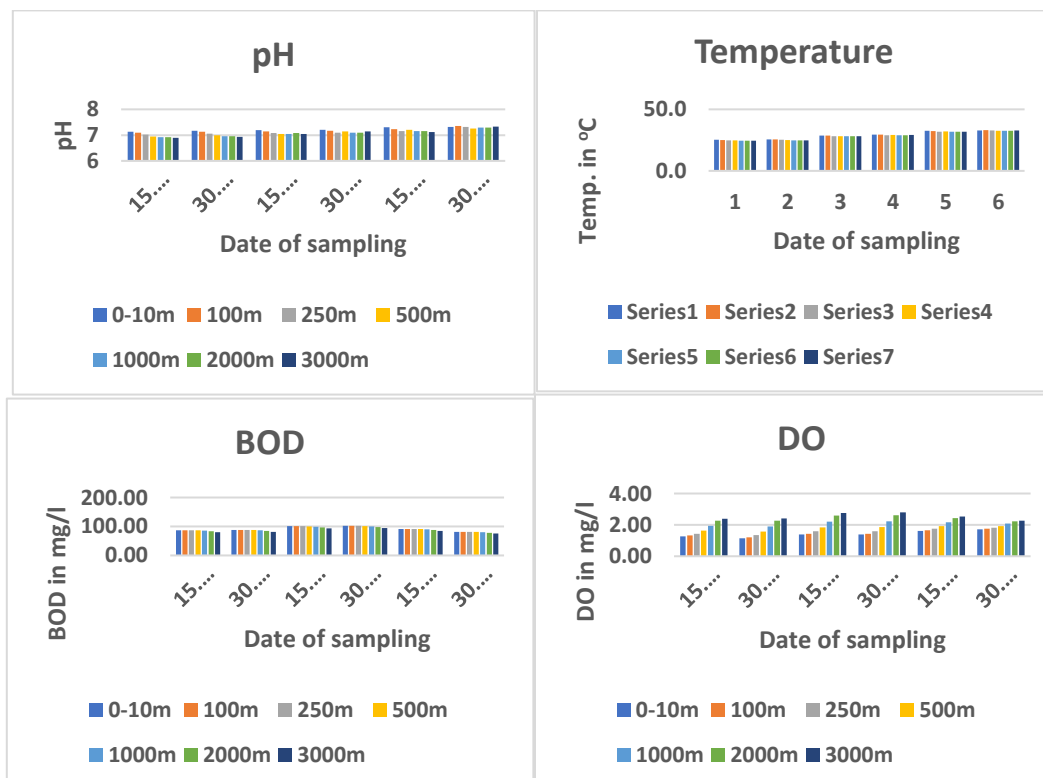 pH
8
7
6
pH
15....
30....
15....
30....
15....
30....
Date of sampling
0-10m 100m 250m 500m
1000m 2000m 3000m
Temperature
50.0
0.0
Temp. in ºC
1 2 3 4 5 6
Date of sampling
Series1 Series2 Series3 Series4
Series5 Series6 Series7
BOD
200.00
100.00
0.00
BOD in mg/l
15....
30....
15....
30....
15....
30....
Date of sampling
0-10m 100m 250m 500m
1000m 2000m 3000m
DO
4.00
2.00
0.00
DO in mg/l
15....
30....
15....
30....
15....
30....
Date of sampling
0-10m 100m 250m 500m
1000m 2000m 3000m